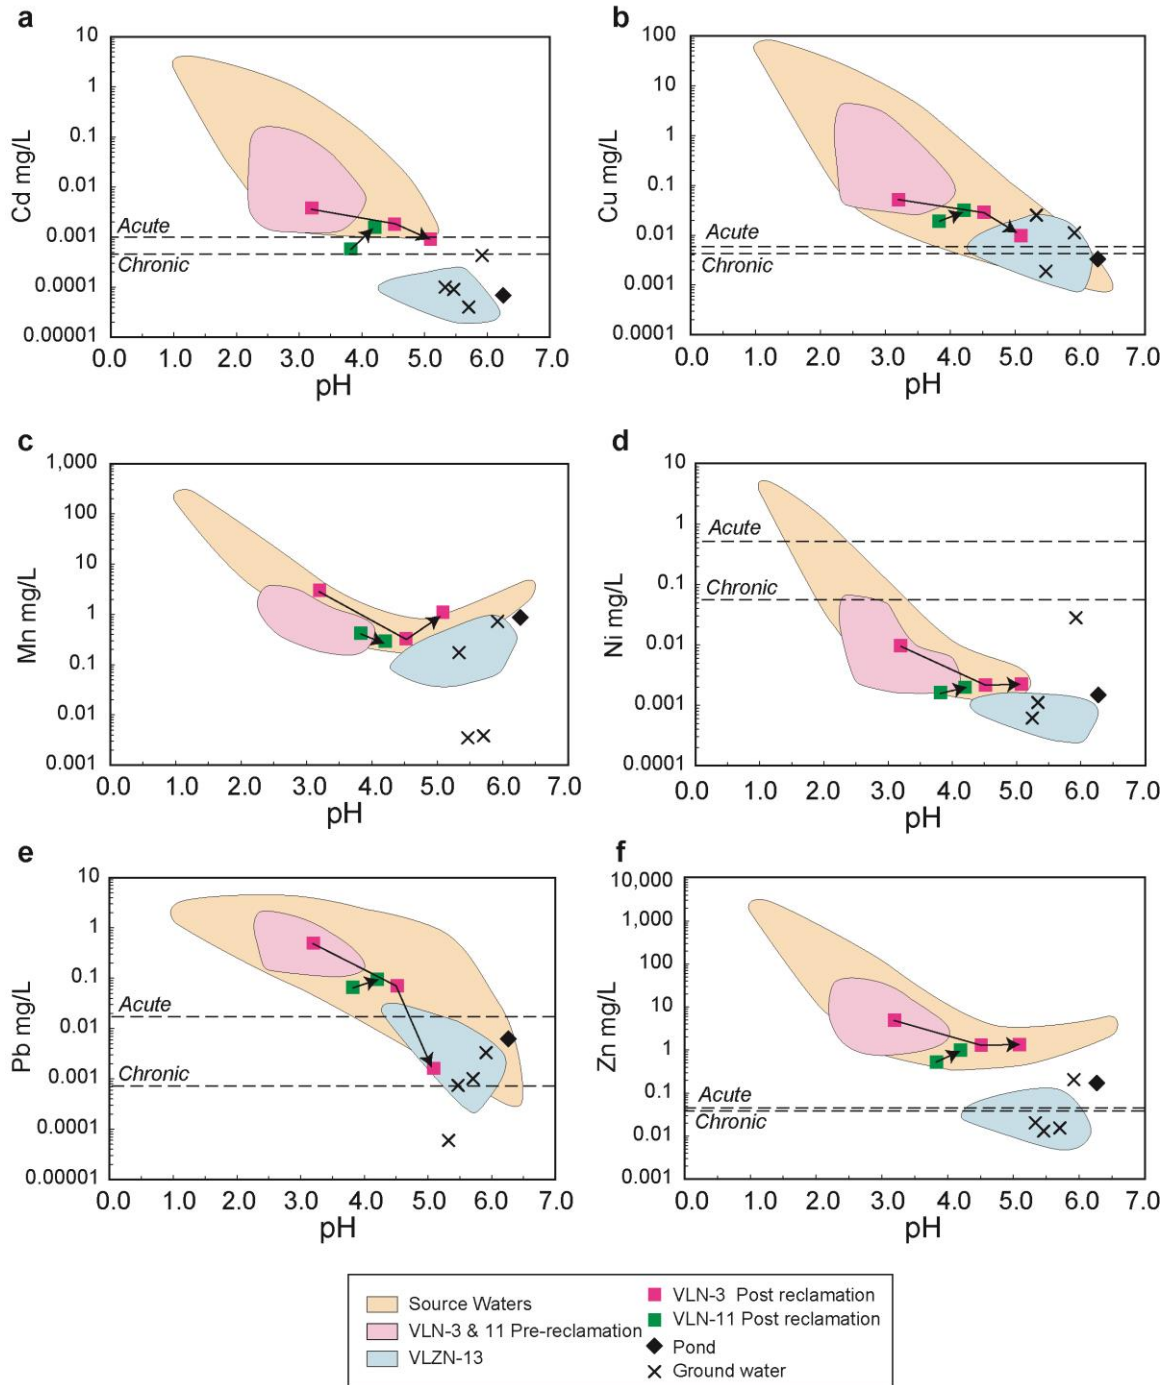 a
Cd mg/L
10
1
0.1
0.01
0.001
0.0001
0.00001
Acute
Chronic
0.0 1.0 2.0 3.0 4.0 5.0 6.0 7.0
pH
b
Cu mg/L
100
10
1
0.1
0.01
0.001
0.0001
Acute
Chronic
0.0 1.0 2.0 3.0 4.0 5.0 6.0 7.0
pH
c
Mn mg/L
1,000
100
10
1
0.1
0.01
0.001
0.0 1.0 2.0 3.0 4.0 5.0 6.0 7.0
pH
d
Ni mg/L
10
1
0.1
0.01
0.001
0.0001
Acute
Chronic
0.0 1.0 2.0 3.0 4.0 5.0 6.0 7.0
pH
e
Pb mg/L
10
1
0.1
0.01
0.001
0.0001
0.00001
Acute
Chronic
0.0 1.0 2.0 3.0 4.0 5.0 6.0 7.0
pH
f
Zn mg/L
10,000
1,000
100
10
1
0.1
0.01
0.001
Acute
Chronic
0.0 1.0 2.0 3.0 4.0 5.0 6.0 7.0
pH
Source Waters
VLN-3 & 11 Pre-reclamation
VLZN-13
VLN-3 Post reclamation
VLN-11 Post reclamation
Pond
Ground water